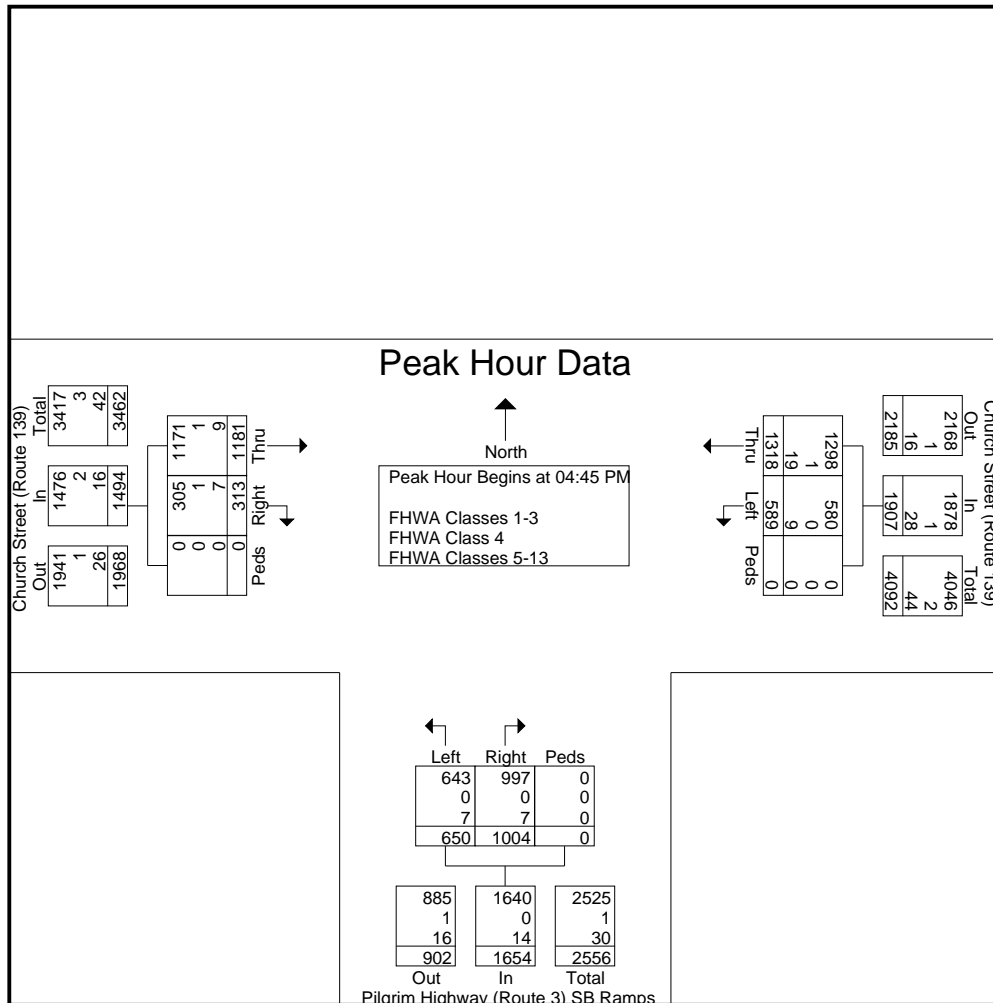 Peak Hour Data
North
Peak Hour Begins at 04:45 PM
FHWA Classes 1-3
FHWA Class 4
FHWA Classes 5-13
Church Street (Route 139)
Out In Total
1941 1476 3417
1 2 3
26 16 42
1968 1494 3462
Peds Right Thru
0 305 1171
0 1 1
0 7 9
0 313 1181
Church Street (Route 139)
Out In Total
2168 1878 4046
1 1 2
16 28 44
2185 1907 4092
Thru Left Peds
1298 580 0
1 0 0
19 9 0
1318 589 0
Left Right Peds
643 997 0
0 0 0
7 7 0
650 1004 0
885 1640 2525
1 0 1
16 14 30
902 1654 2556
Out In Total
Pilgrim Highway (Route 3) SB Ramps